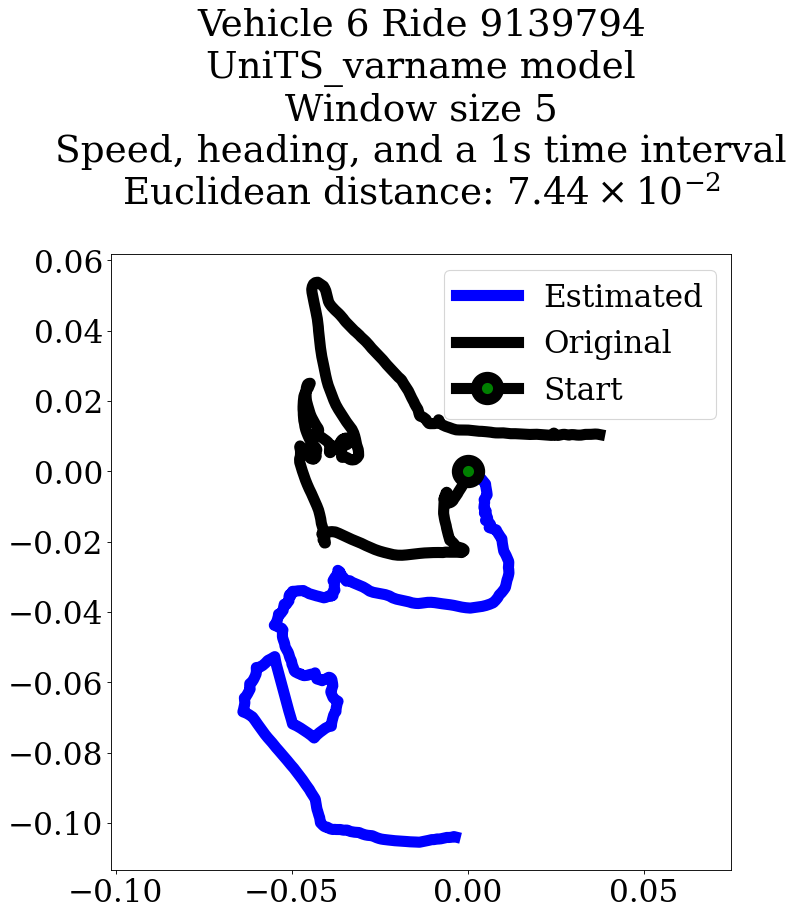 Vehicle 6 Ride 9139794
UniTS_varname model
Window size 5
Speed, heading, and a 1s time interval
Euclidean distance: 7.44 × 10⁻²
0.06
0.04
0.02
0.00
−0.02
−0.04
−0.06
−0.08
−0.10
Estimated
Original
Start
−0.10
−0.05
0.00
0.05